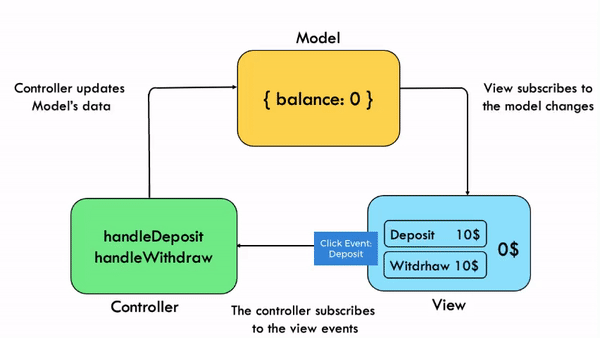 Model
Controller updates
Model's data
{ balance: 0 }
View subscribes to
the model changes
handleDeposit
handleWithdraw
Click Event:
Deposit
Deposit 10$
Witdrhaw 10$
0$
Controller
The controller subscribes
to the view events
View